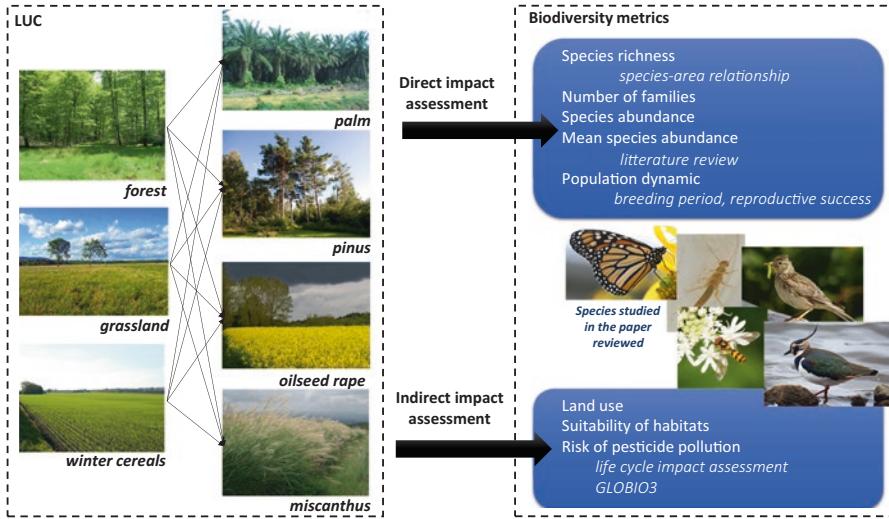 LUC
forest
grassland
winter cereals
palm
pinus
oilseed rape
miscanthus
Direct impact
assessment
Indirect impact
assessment
Biodiversity metrics
Species richness
species-area relationship
Number of families
Species abundance
Mean species abundance
litterature review
Population dynamic
breeding period, reproductive success
Species studied
in the paper
reviewed
Land use
Suitability of habitats
Risk of pesticide pollution
life cycle impact assessment
GLOBIO3